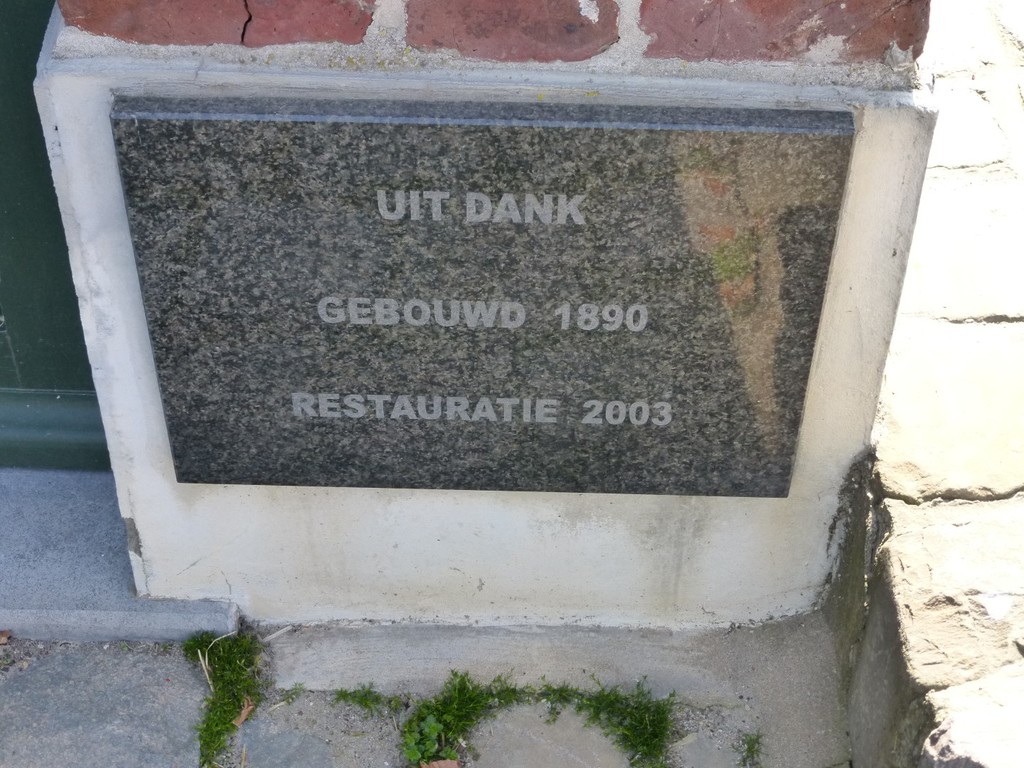 UIT DANK
GEBOUWD 1890
RESTAURATIE 2003